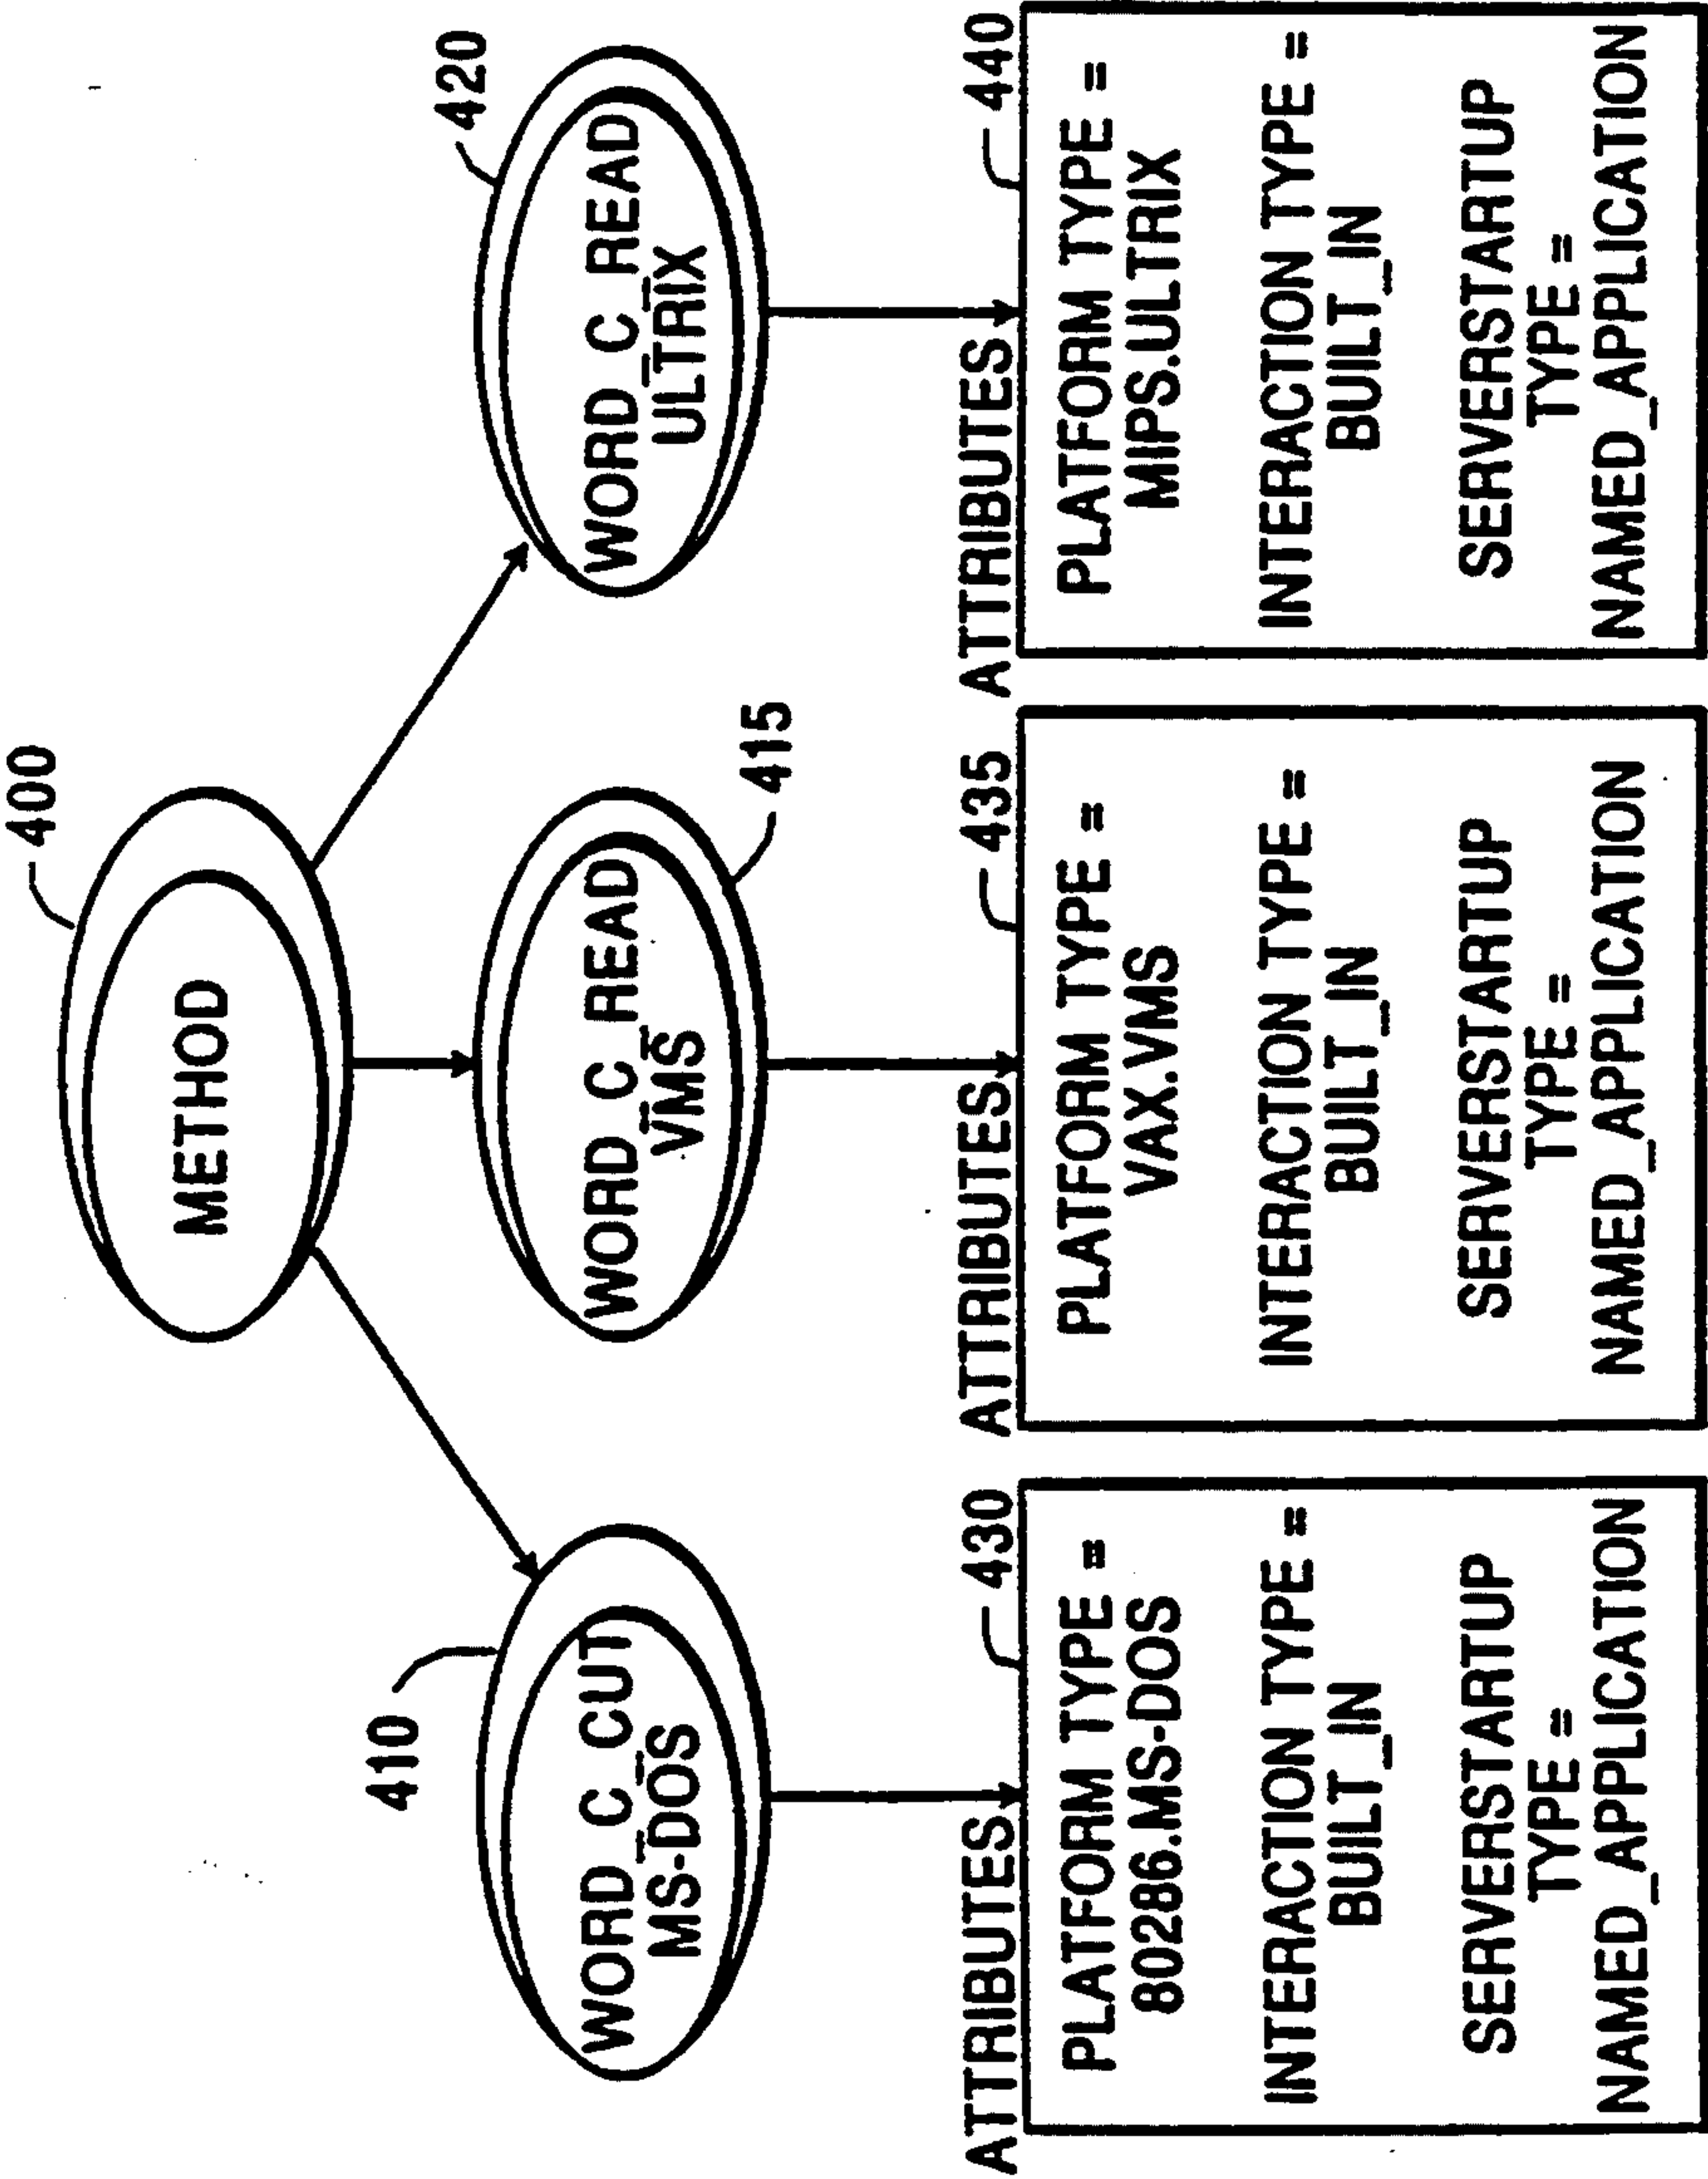 400
METHOD
410
WORD_C_CUT
MS-DOS
WORD_C_READ
VMS
415
420
WORD_C_READ
ULTRIX
ATTRIBUTES
430
PLATFORM TYPE =
80286.MS-DOS
INTERACTION TYPE =
BUILT_IN
SERVERSTARTUP
TYPE =
NAMED_APPLICATION
ATTRIBUTES
435
PLATFORM TYPE =
VAX.VMS
INTERACTION TYPE =
BUILT_IN
SERVERSTARTUP
TYPE =
NAMED_APPLICATION
ATTRIBUTES
440
PLATFORM TYPE =
MIPS.ULTRIX
INTERACTION TYPE =
BUILT_IN
SERVERSTARTUP
TYPE =
NAMED_APPLICATION